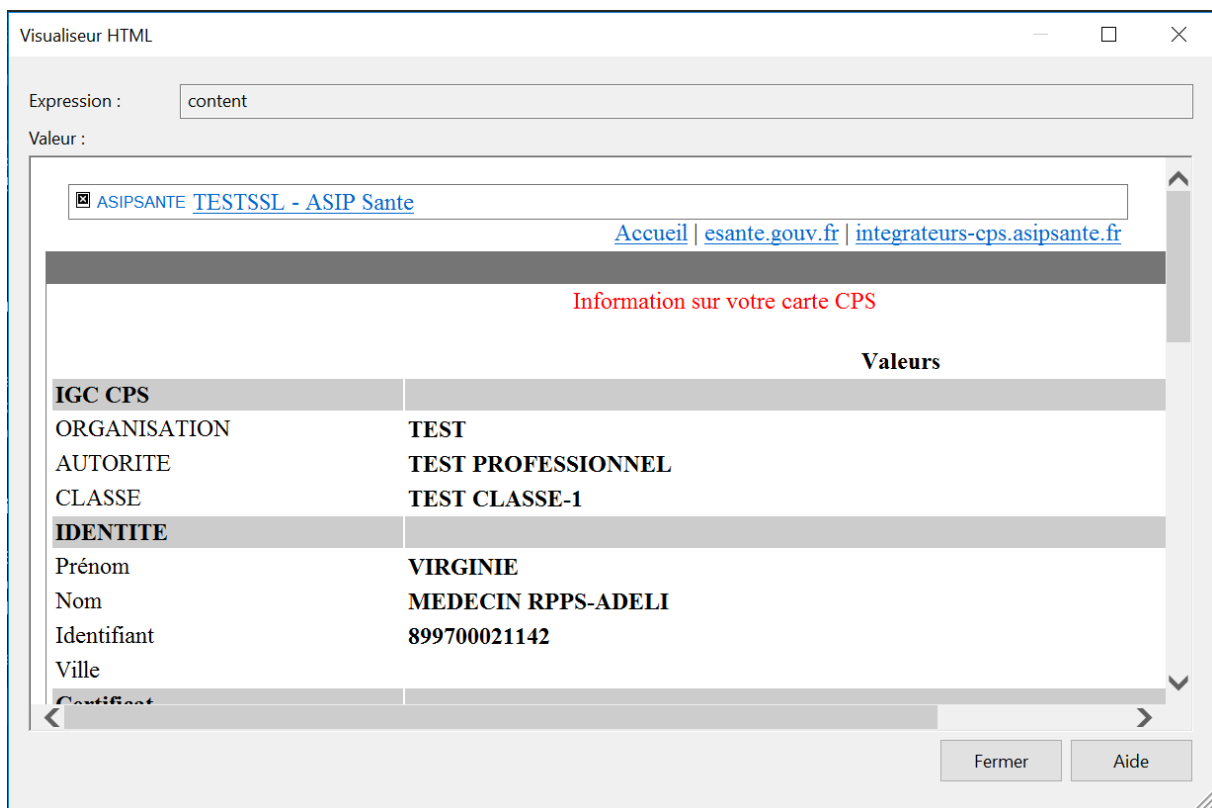 Visualiseur HTML
Expression :
content
Valeur :
ASIPSANTE TESTSSL - ASIP Sante
Accueil | esante.gouv.fr | integrateurs-cps.asipsante.fr
Information sur votre carte CPS
Valeurs
IGC CPS
ORGANISATION TEST
AUTORITE TEST PROFESSIONNEL
CLASSE TEST CLASSE-1
IDENTITE
Prénom VIRGINIE
Nom MEDECIN RPPS-ADELI
Identifiant 899700021142
Ville
Certificat
Fermer Aide